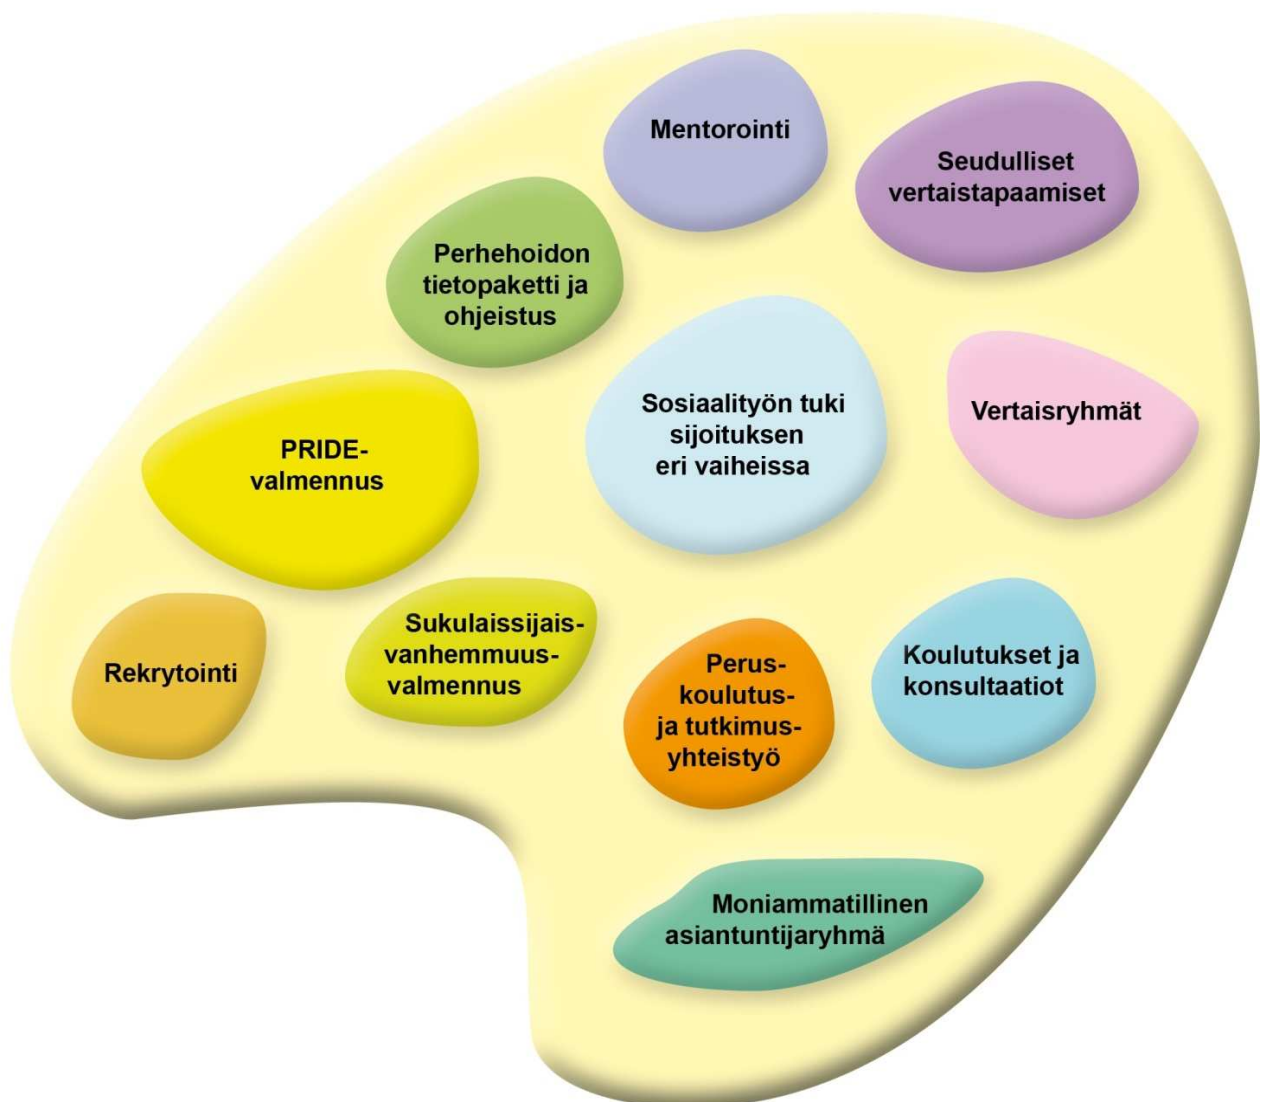 Mentorointi
Seudulliset
vertaistapaamiset
Perhehoidon
tietopaketti ja
ohjeistus
Sosiaalityön tuki
sijoituksen
eri vaiheissa
Vertaisryhmät
PRIDE-
valmennus
Rekrytointi
Sukulaissijais-
vanhemmuus-
valmennus
Perus-
koulutus-
ja tutkimus-
yhteistyö
Koulutukset ja
konsultaatiot
Moniammatillinen
asiantuntijaryhmä